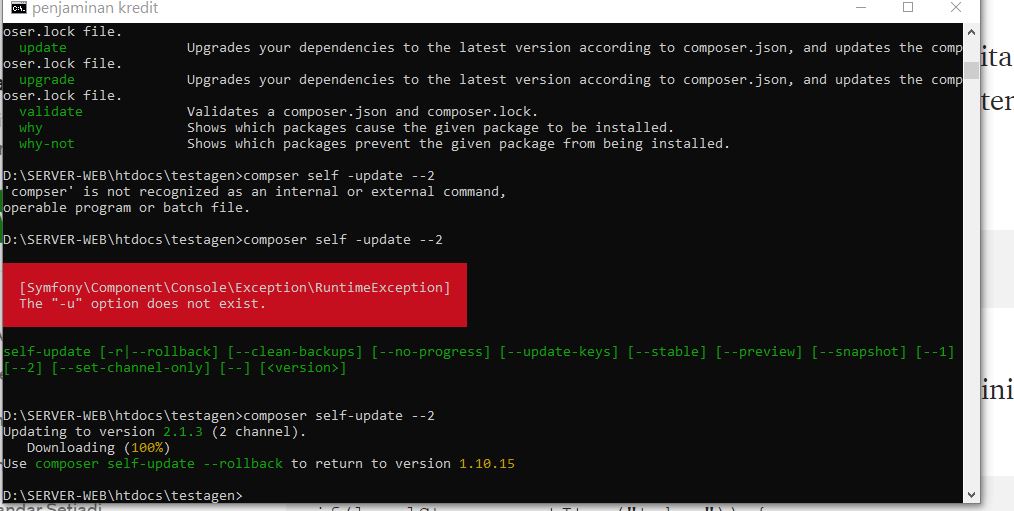 penjaminan kredit
oser.lock file.
update Upgrades your dependencies to the latest version according to composer.json, and updates the comp
oser.lock file.
upgrade Upgrades your dependencies to the latest version according to composer.json, and updates the comp
oser.lock file.
validate Validates a composer.json and composer.lock.
why Shows which packages cause the given package to be installed.
why-not Shows which packages prevent the given package from being installed.
D:\SERVER-WEB\htdocs\testagen>compser self -update --2
'compser' is not recognized as an internal or external command,
operable program or batch file.
D:\SERVER-WEB\htdocs\testagen>composer self -update --2
[Symfony\Component\Console\Exception\RuntimeException]
The "-u" option does not exist.
self-update [-r|--rollback] [--clean-backups] [--no-progress] [--update-keys] [--stable] [--preview] [--snapshot] [--1]
[--2] [--set-channel-only] [--] [<version>]
D:\SERVER-WEB\htdocs\testagen>composer self-update --2
Updating to version 2.1.3 (2 channel).
Downloading (100%)
Use composer self-update --rollback to return to version 1.10.15
D:\SERVER-WEB\htdocs\testagen>
ita
ter
ini